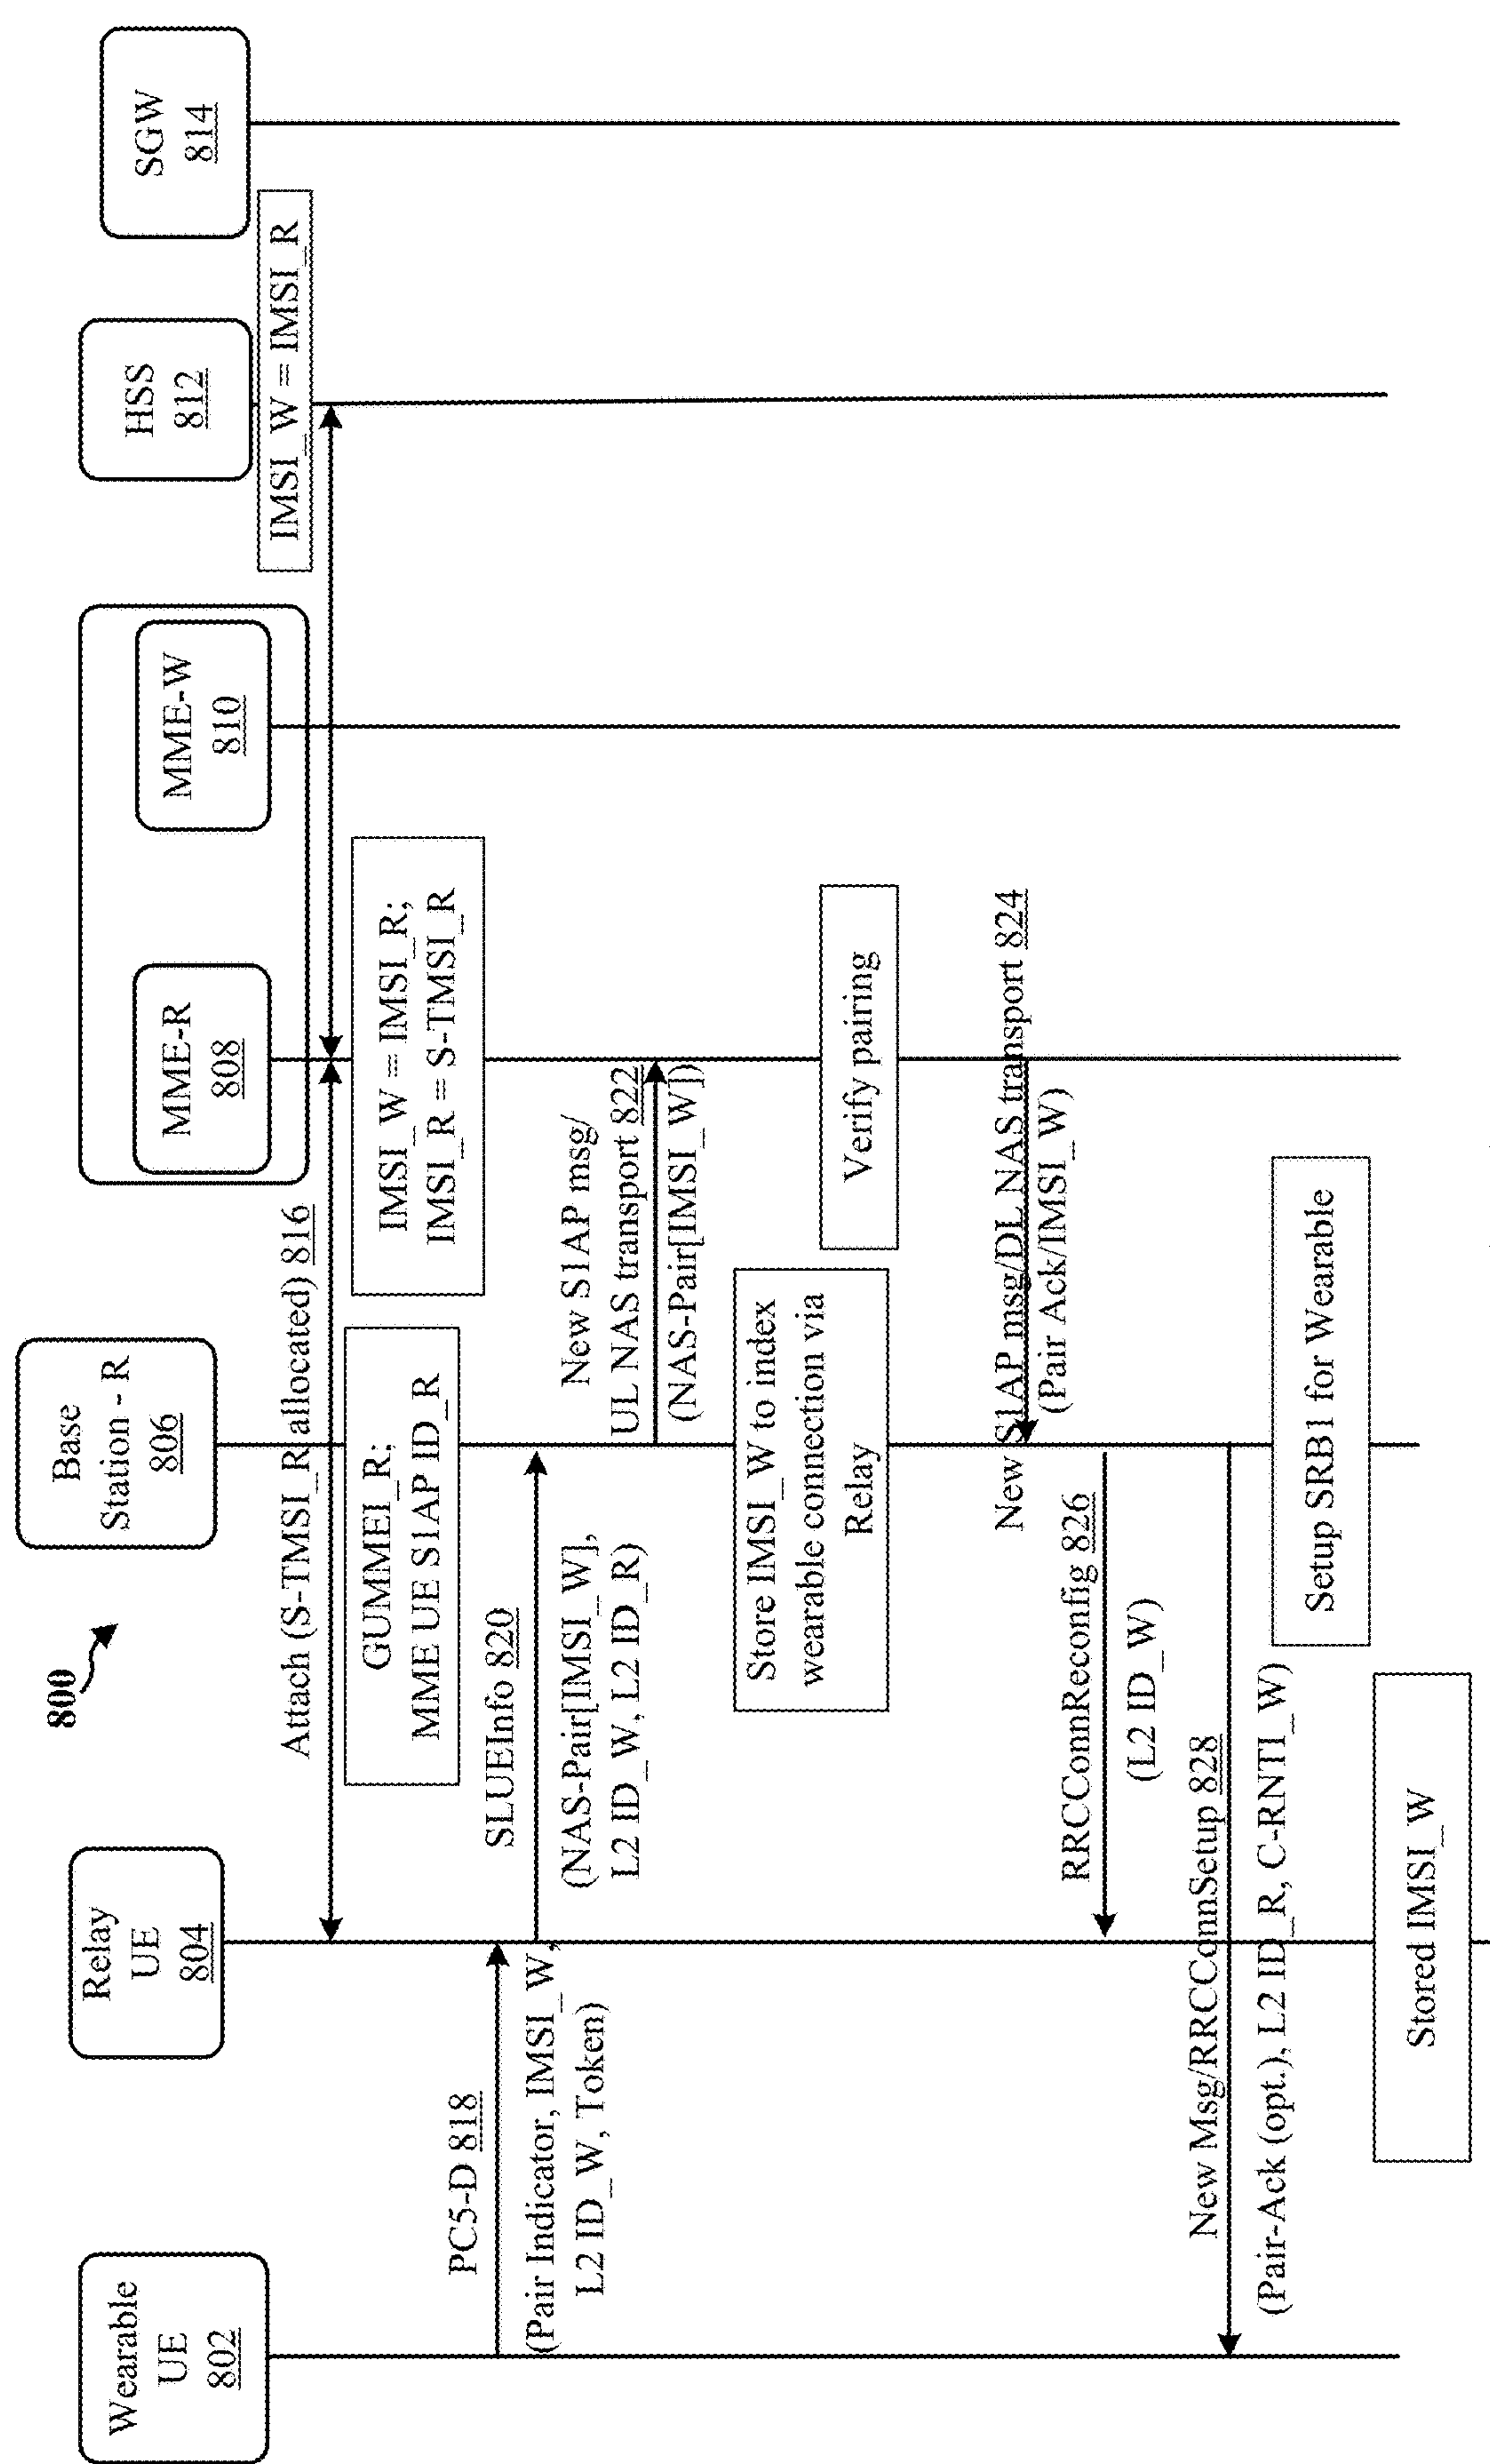 800
Wearable
UE
802
Relay
UE
804
Base
Station - R
806
MME-R
808
MME-W
810
HSS
812
SGW
814
IMSI_W = IMSI_R
Attach (S-TMSI_R allocated) 816
GUMMEI_R;
MME UE S1AP ID_R
IMSI_W = IMSI_R;
IMSI_R = S-TMSI_R
PC5-D 818
(Pair Indicator, IMSI_W,
L2 ID_W, Token)
SLUEInfo 820
(NAS-Pair[IMSI_W],
L2 ID_W, L2 ID_R)
New S1AP msg/
UL NAS transport 822
(NAS-Pair[IMSI_W])
Store IMSI_W to index
wearable connection via
Relay
Verify pairing
New S1AP msg/DL NAS transport 824
(Pair Ack/IMSI_W)
RRCConnReconfig 826
(L2 ID_W)
New Msg/RRCConnSetup 828
(Pair-Ack (opt.), L2 ID_R, C-RNTI_W)
Setup SRB1 for Wearable
Stored IMSI_W